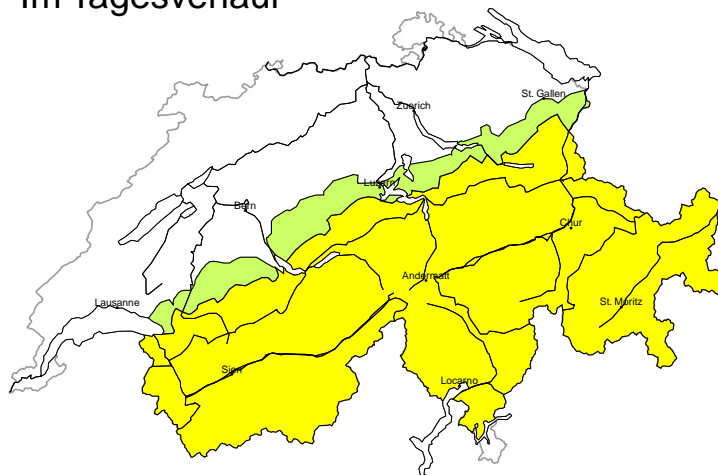 im Tagesverlauf
St. Gallen
Zuerich
Luzern
Bern
Chur
Andermatt
Lausanne
St. Moritz
Sion
Locarno